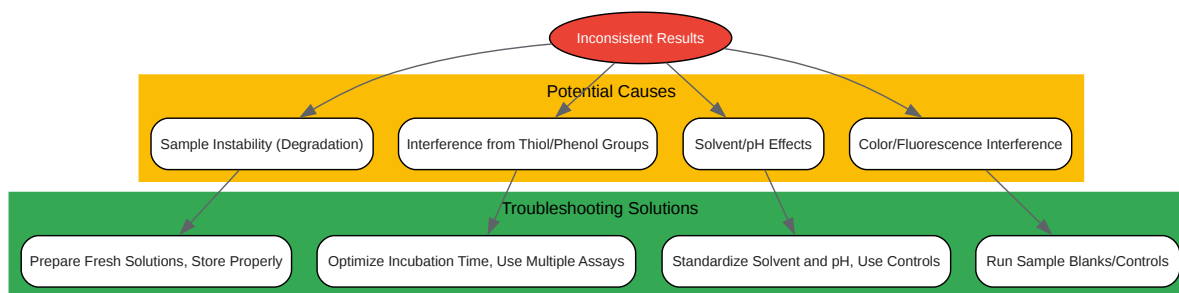 Inconsistent Results
Potential Causes
Sample Instability (Degradation)
Interference from Thiol/Phenol Groups
Solvent/pH Effects
Color/Fluorescence Interference
Troubleshooting Solutions
Prepare Fresh Solutions, Store Properly
Optimize Incubation Time, Use Multiple Assays
Standardize Solvent and pH, Use Controls
Run Sample Blanks/Controls